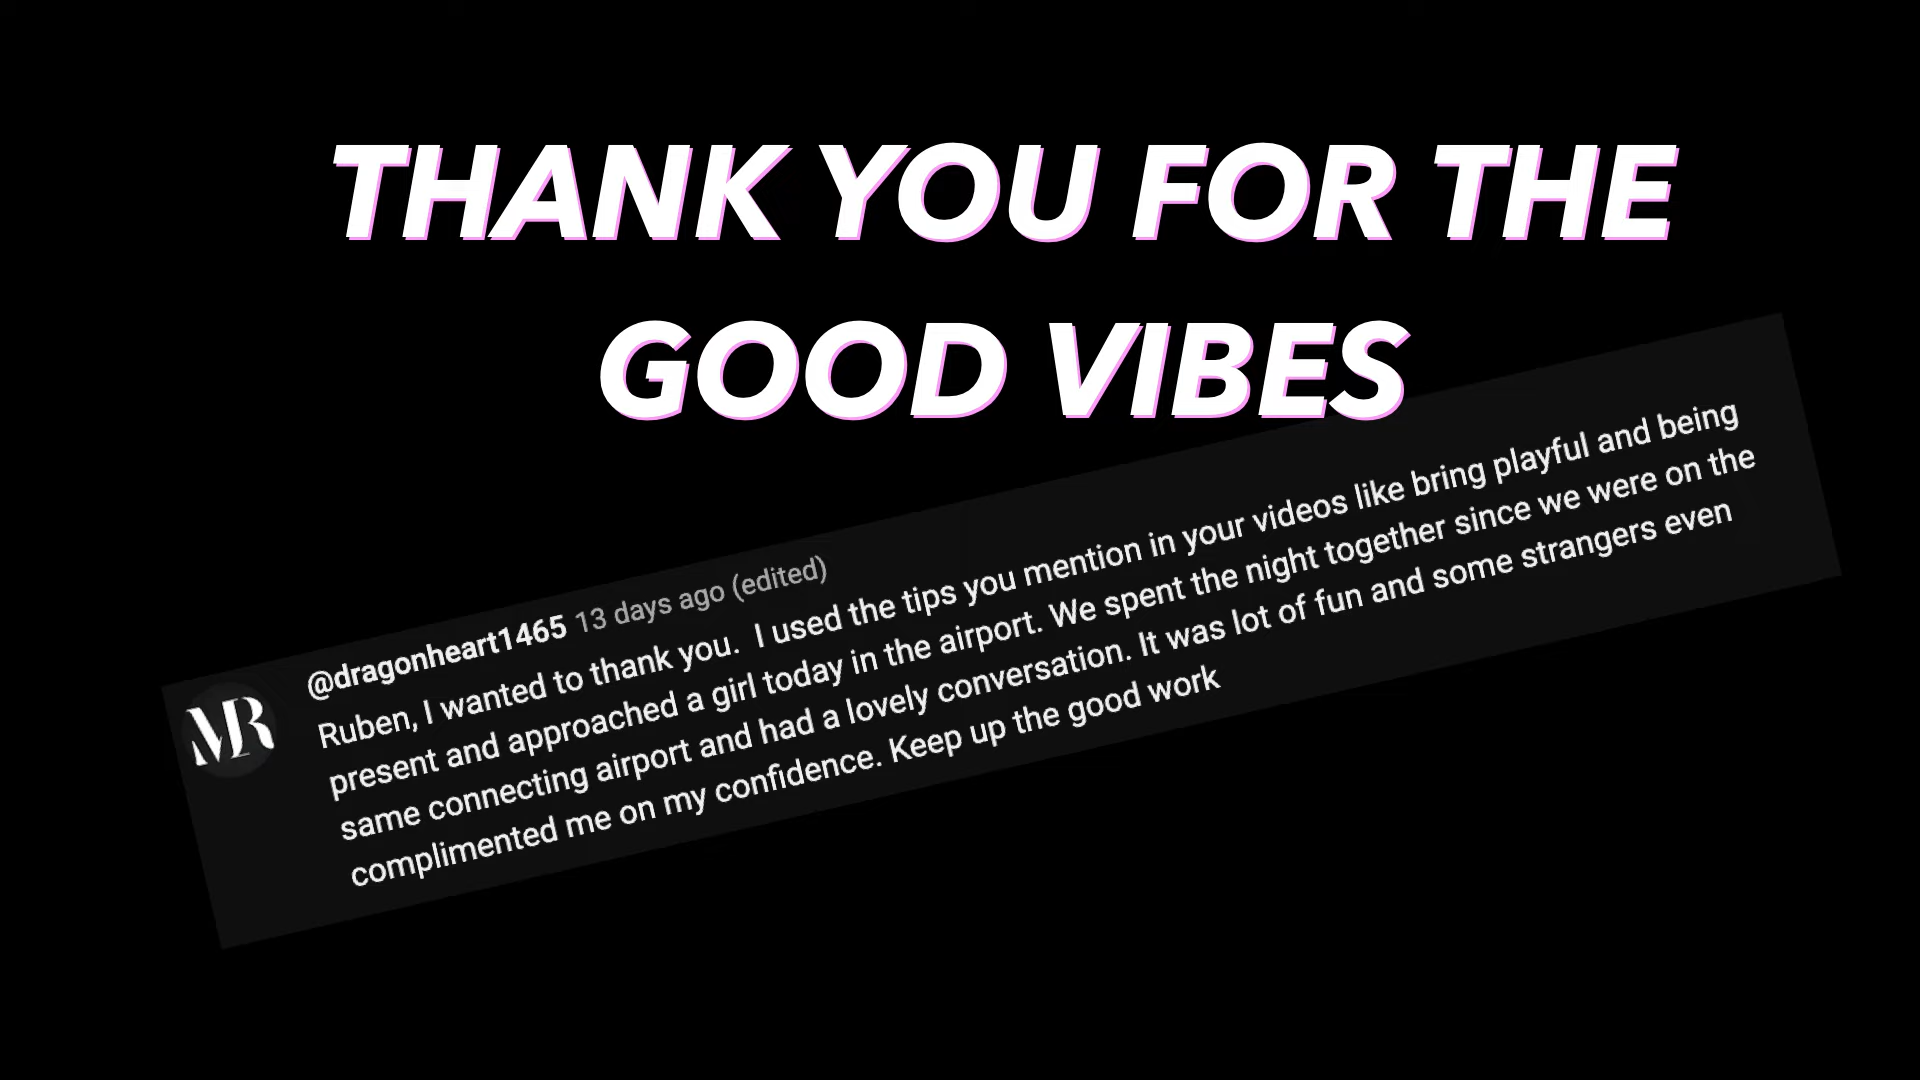 THANK YOU FOR THE
GOOD VIBES
@dragonheart1465 13 days ago (edited)
Ruben, I wanted to thank you.  I used the tips you mention in your videos like bring playful and being
present and approached a girl today in the airport. We spent the night together since we were on the
same connecting airport and had a lovely conversation. It was lot of fun and some strangers even
complimented me on my confidence. Keep up the good work
MR